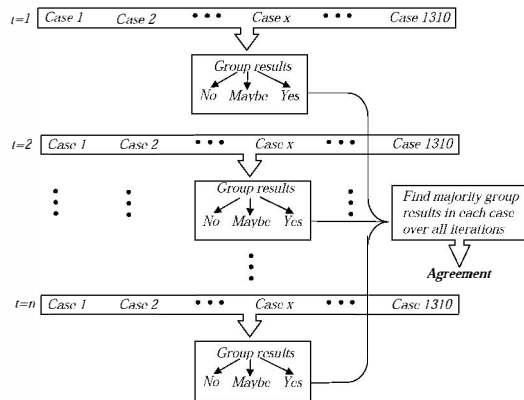 t=1 Case 1 Case 2 ••• Case x ••• Case 1310
Group results
No Maybe Yes
t=2 Case 1 Case 2 ••• Case x ••• Case 1310
Group results
No Maybe Yes
Find majority group
results in each case
over all iterations
Agreement
t=n Case 1 Case 2 ••• Case x ••• Case 1310
Group results
No Maybe Yes